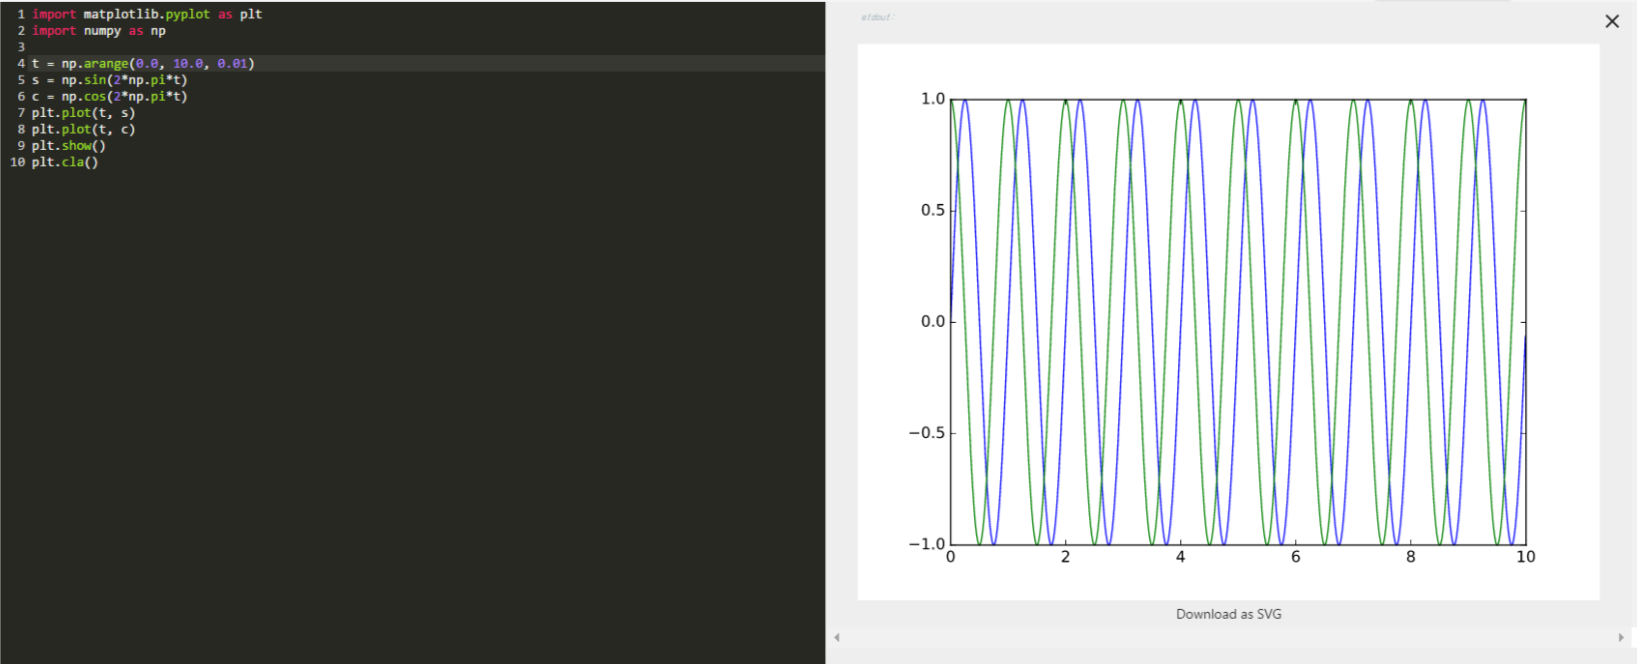 1 import matplotlib.pyplot as plt
2 import numpy as np
3
4 t = np.arange(0.0, 10.0, 0.01)
5 s = np.sin(2*np.pi*t)
6 c = np.cos(2*np.pi*t)
7 plt.plot(t, s)
8 plt.plot(t, c)
9 plt.show()
10 plt.cla()
stdout:
1.0
0.5
0.0
−0.5
−1.0
0 2 4 6 8 10
Download as SVG